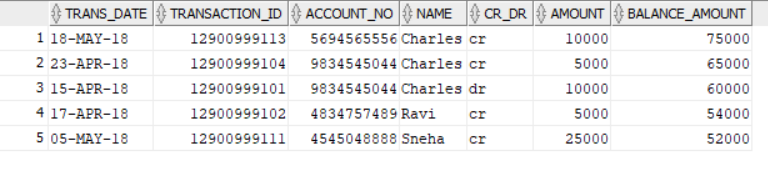 TRANS_DATE TRANSACTION_ID ACCOUNT_NO NAME CR_DR AMOUNT BALANCE_AMOUNT
1 18-MAY-18 12900999113 5694565556 Charles cr 10000 75000
2 23-APR-18 12900999104 9834545044 Charles cr 5000 65000
3 15-APR-18 12900999101 9834545044 Charles dr 10000 60000
4 17-APR-18 12900999102 4834757489 Ravi cr 5000 54000
5 05-MAY-18 12900999111 4545048888 Sneha cr 25000 52000